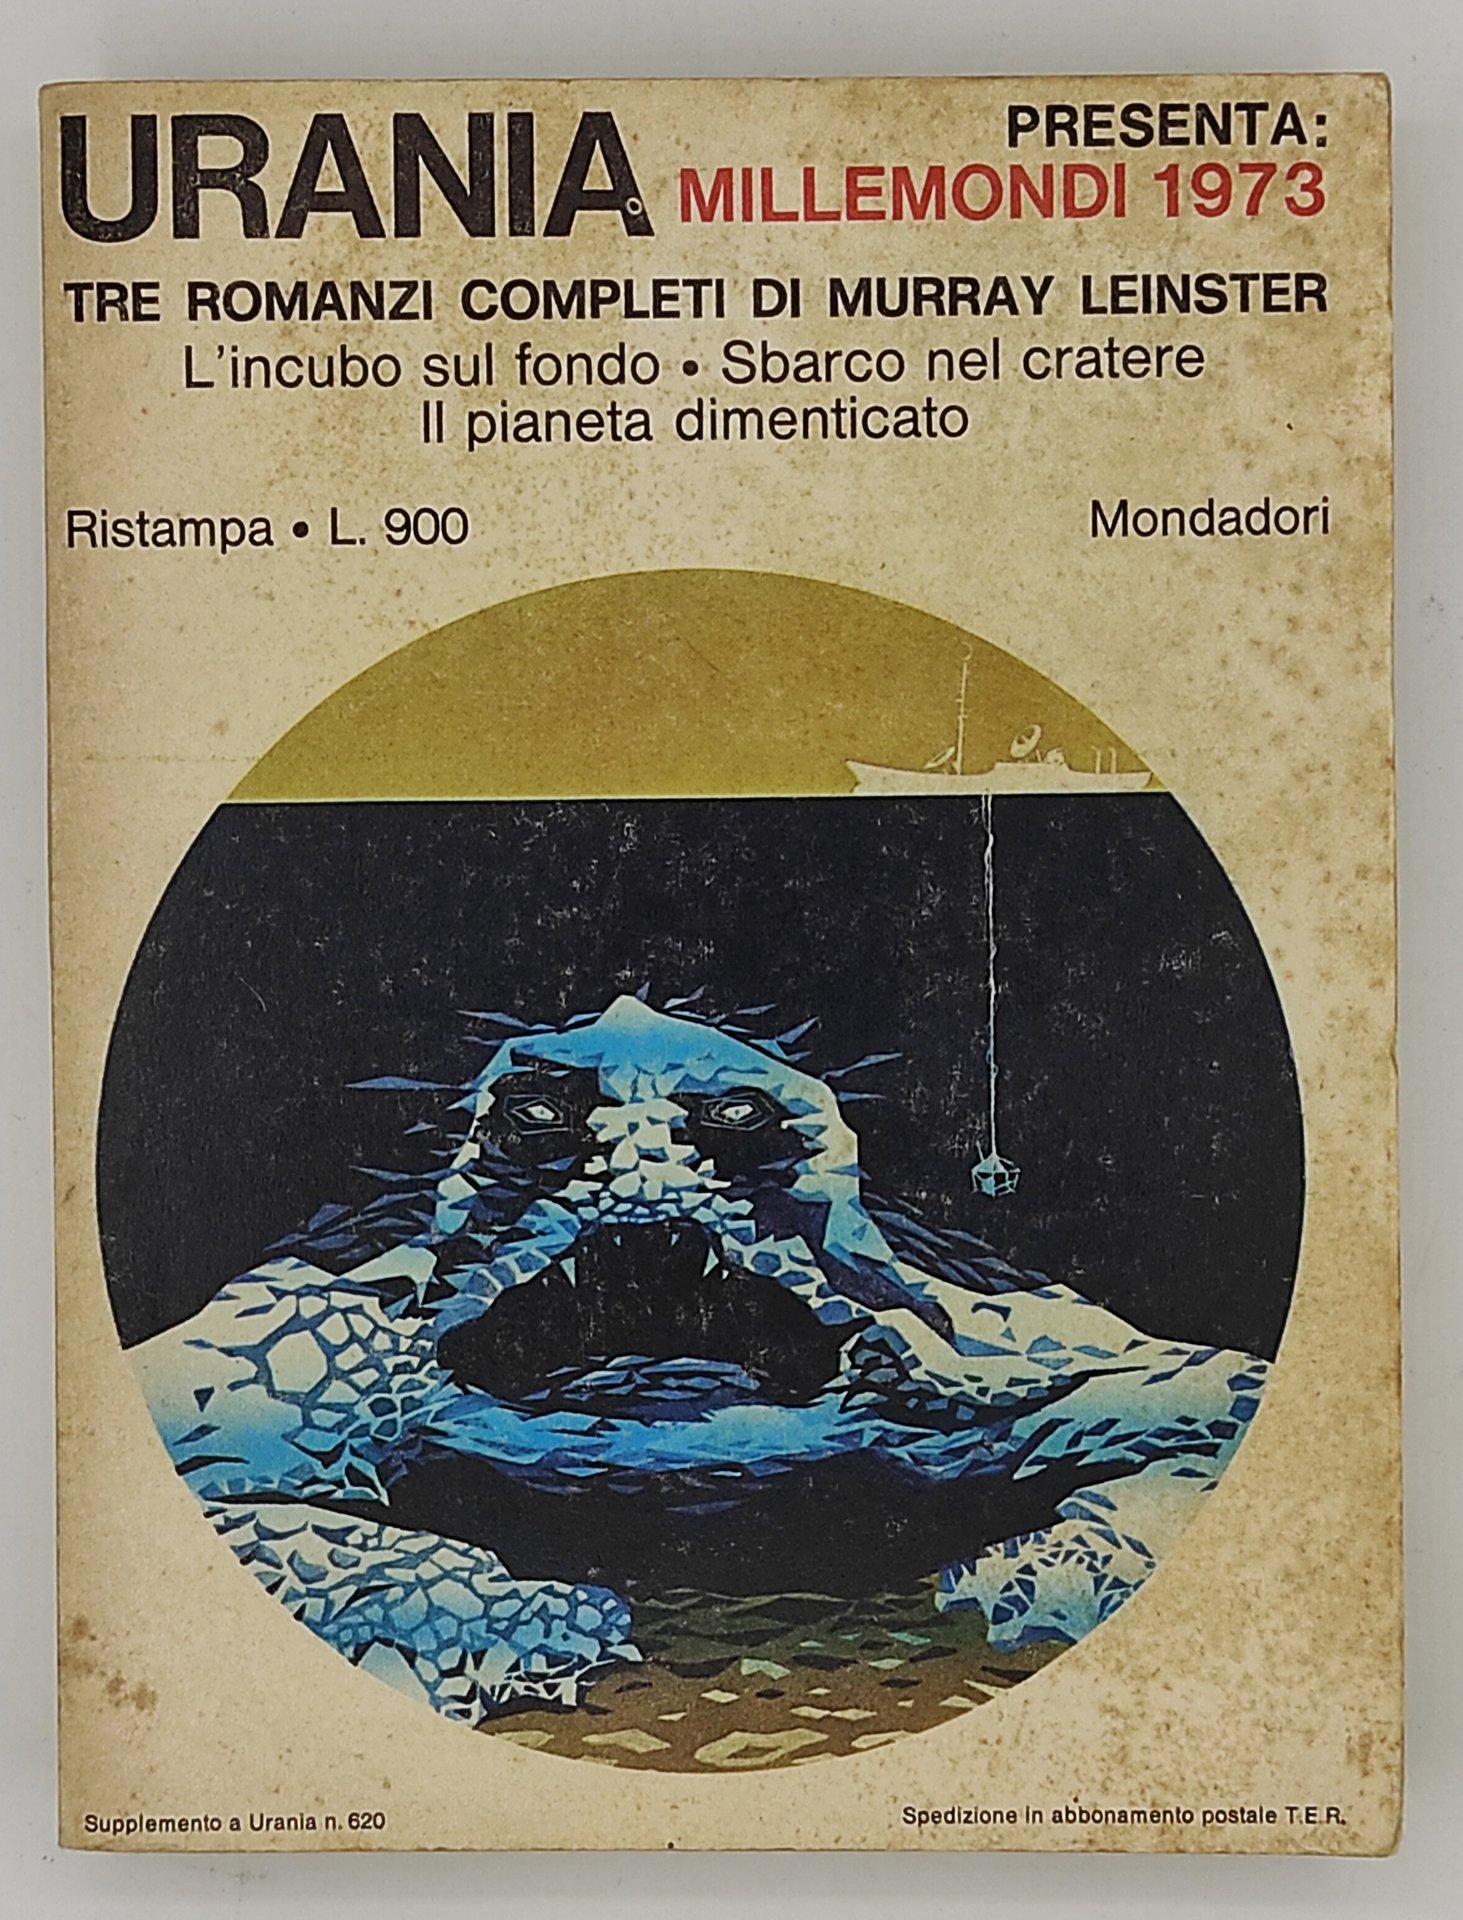 URANIA
PRESENTA:
MILLEMONDI 1973
TRE ROMANZI COMPLETI DI MURRAY LEINSTER
L'incubo sul fondo • Sbarco nel cratere
Il pianeta dimenticato
Ristampa • L. 900
Mondadori
Supplemento a Urania n. 620
Spedizione in abbonamento postale T.E.R.